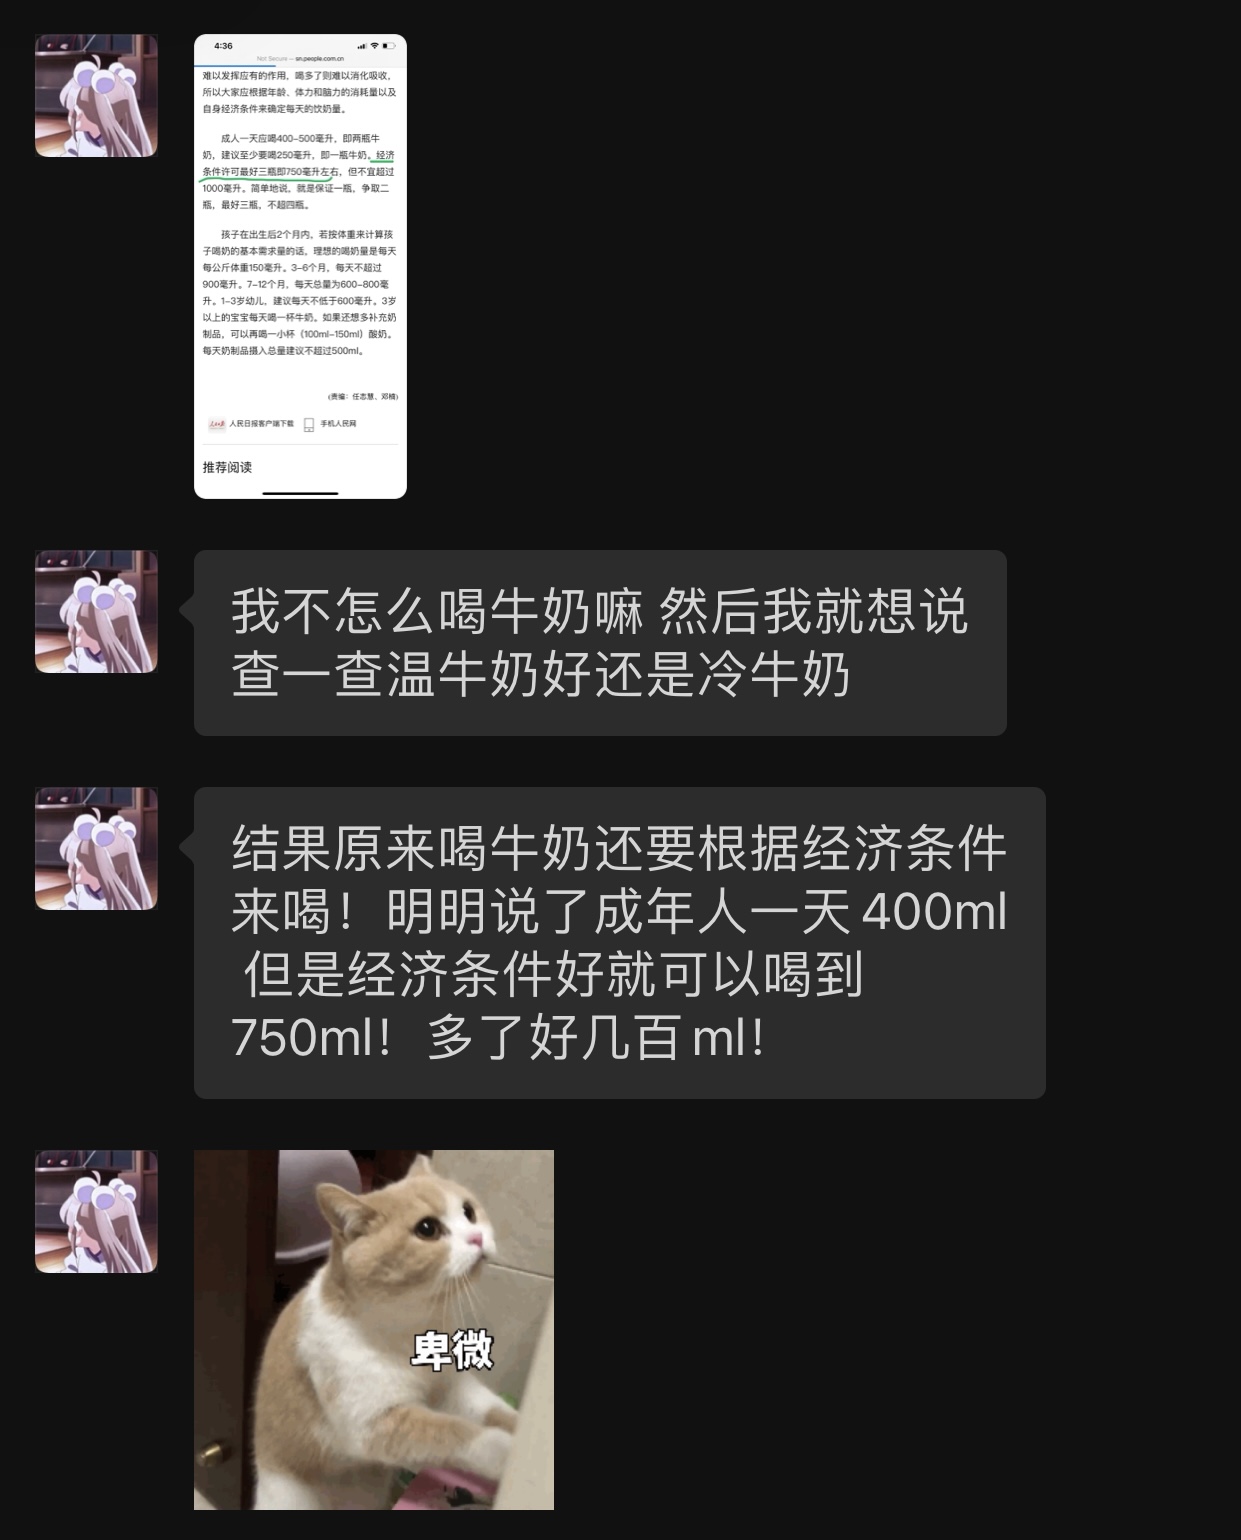 4:36
Not Secure — sn.people.com.cn
难以发挥应有的作用，喝多了则难以消化吸收，
所以大家应根据年龄、体力和脑力的消耗量以及
自身经济条件来确定每天的饮奶量。
成人一天应喝400-500毫升，即两瓶牛
奶，建议至少要喝250毫升，即一瓶牛奶。经济
条件许可最好三瓶即750毫升左右，但不宜超过
1000毫升。简单地说，就是保证一瓶，争取二
瓶，最好三瓶，不超四瓶。
孩子在出生后2个月内，若按体重来计算孩
子喝奶的基本需求量的话，理想的喝奶量是每天
每公斤体重150毫升。3-6个月，每天不超过
900毫升。7-12个月，每天总量为600-800毫
升。1-3岁幼儿，建议每天不低于600毫升。3岁
以上的宝宝每天喝一杯牛奶。如果还想多补充奶
制品，可以再喝一小杯（100ml-150ml）酸奶。
每天奶制品摄入总量建议不超过500ml。
(责编：任志慧、邓楠)
人民日报客户端下载 手机人民网
推荐阅读
我不怎么喝牛奶嘛 然后我就想说
查一查温牛奶好还是冷牛奶
结果原来喝牛奶还要根据经济条件
来喝！明明说了成年人一天400ml
但是经济条件好就可以喝到
750ml！多了好几百ml！
卑微